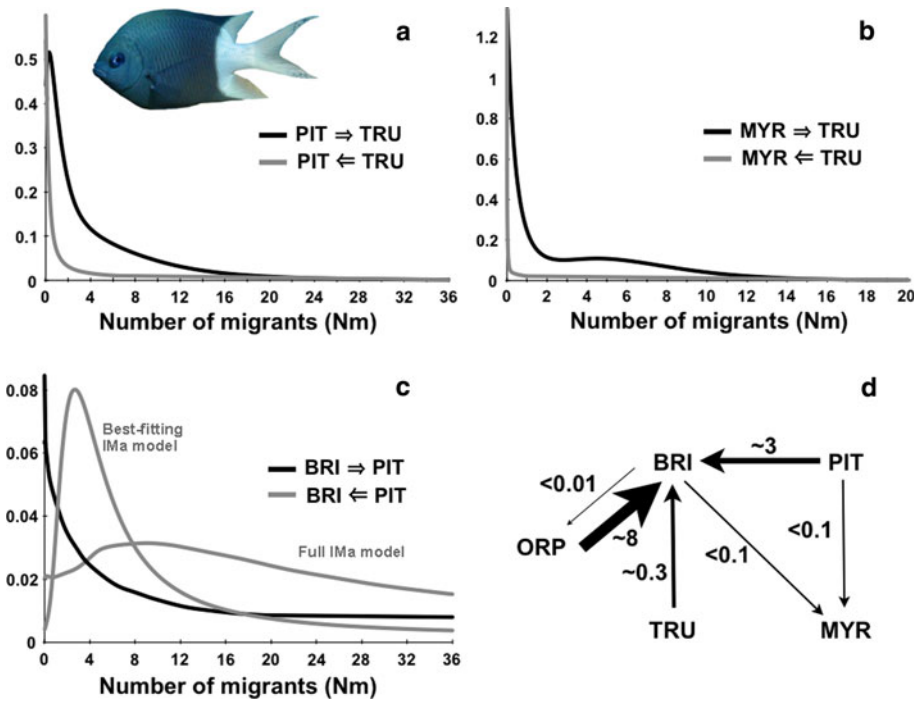 a
0.5
0.4
0.3
0.2
0.1
0
PIT ⇒ TRU
PIT ⇐ TRU
0 4 8 12 16 20 24 28 32 36
Number of migrants (Nm)
b
1.2
1
0.8
0.6
0.4
0.2
0
MYR ⇒ TRU
MYR ⇐ TRU
0 2 4 6 8 10 12 14 16 18 20
Number of migrants (Nm)
c
0.08
0.06
0.04
0.02
0
Best-fitting
IMa model
BRI ⇒ PIT
BRI ⇐ PIT
Full IMa model
0 4 8 12 16 20 24 28 32 36
Number of migrants (Nm)
d
BRI ~3 PIT
<0.01
ORP ~8 <0.1 <0.1
~0.3
TRU MYR